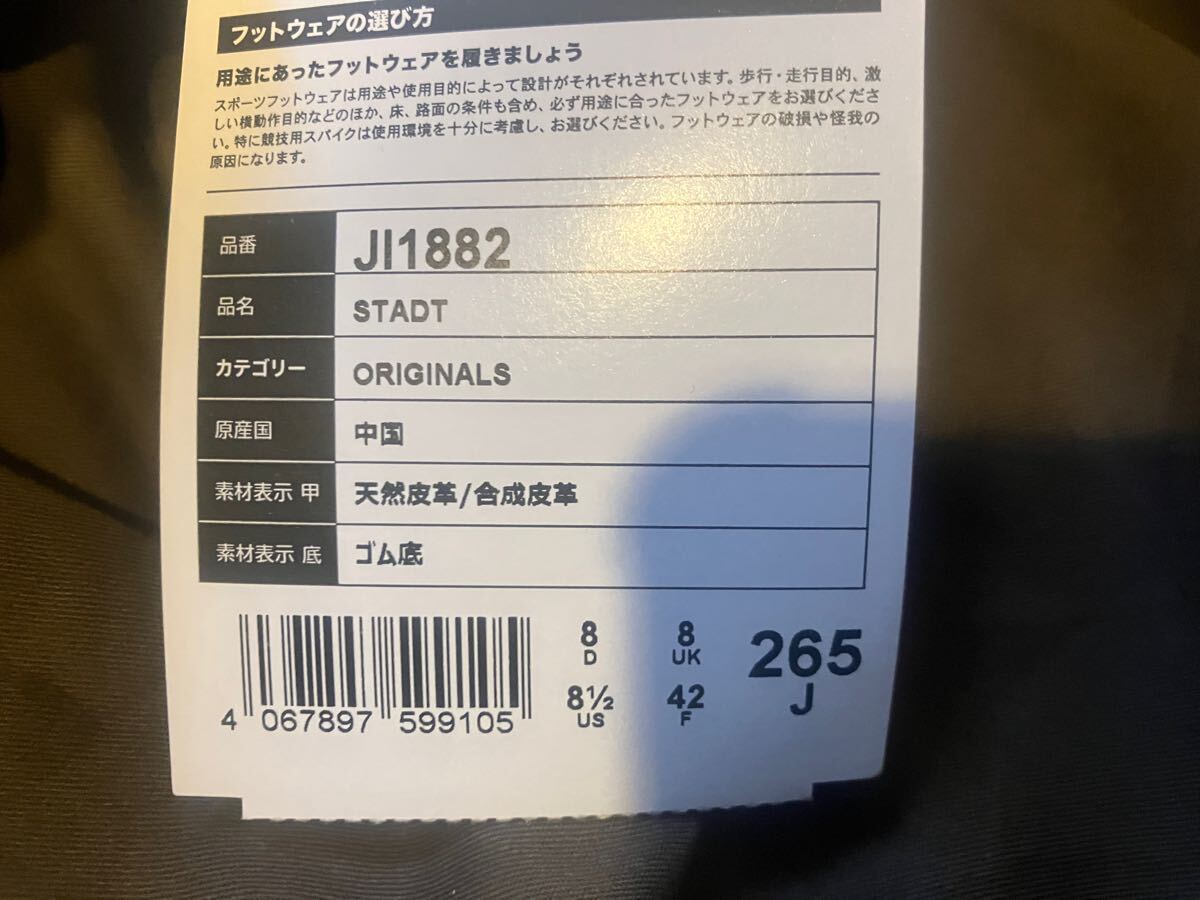 フットウェアの選び方
用途にあったフットウェアを履きましょう
スポーツフットウェアは用途や使用目的によって設計がそれぞれされています。歩行・走行目的、激
しい横動作目的などのほか、床、路面の条件も含め、必ず用途に合ったフットウェアをお選びくださ
い。特に競技用スパイクは使用環境を十分に考慮し、お選びください。フットウェアの破損や怪我の
原因になります。
品番 JI1882
品名 STADT
カテゴリー ORIGINALS
原産国 中国
素材表示 甲 天然皮革/合成皮革
素材表示 底 ゴム底
8 8 265
D UK J
8½ 42
US F
4 067897 599105